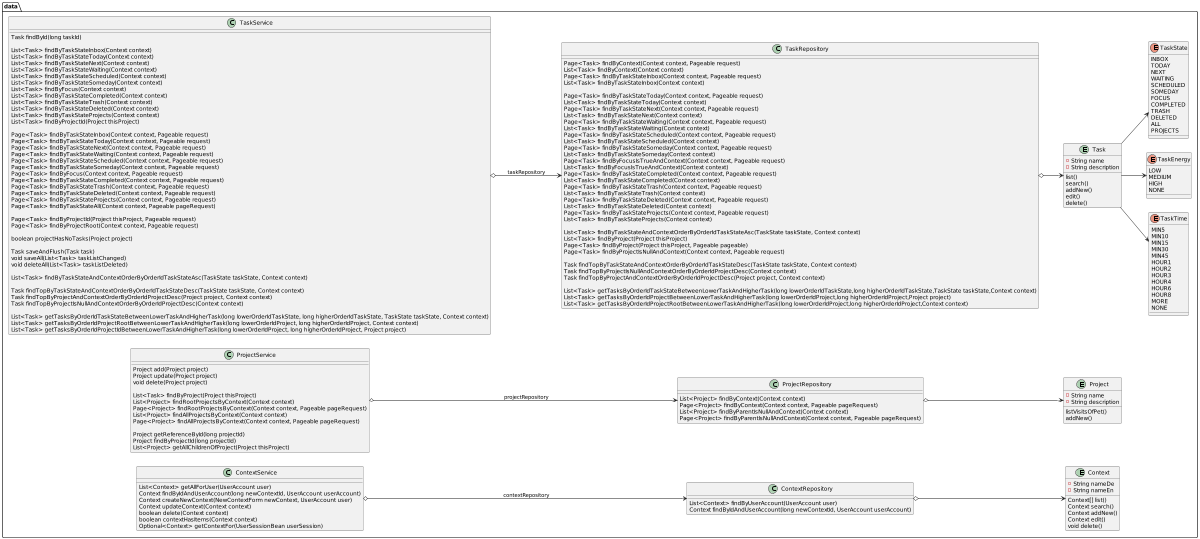 data
C TaskService
Task findById(long taskId)
List<Task> findByTaskStateInbox(Context context)
List<Task> findByTaskStateToday(Context context)
List<Task> findByTaskStateNext(Context context)
List<Task> findByTaskStateWaiting(Context context)
List<Task> findByTaskStateScheduled(Context context)
List<Task> findByTaskStateSomeday(Context context)
List<Task> findByFocus(Context context)
List<Task> findByTaskStateCompleted(Context context)
List<Task> findByTaskStateTrash(Context context)
List<Task> findByTaskStateDeleted(Context context)
List<Task> findByTaskStateProjects(Context context)
List<Task> findByProjectId(Project thisProject)
Page<Task> findByTaskStateInbox(Context context, Pageable request)
Page<Task> findByTaskStateToday(Context context, Pageable request)
Page<Task> findByTaskStateNext(Context context, Pageable request)
Page<Task> findByTaskStateWaiting(Context context, Pageable request)
Page<Task> findByTaskStateScheduled(Context context, Pageable request)
Page<Task> findByTaskStateSomeday(Context context, Pageable request)
Page<Task> findByFocus(Context context, Pageable request)
Page<Task> findByTaskStateCompleted(Context context, Pageable request)
Page<Task> findByTaskStateTrash(Context context, Pageable request)
Page<Task> findByTaskStateDeleted(Context context, Pageable request)
Page<Task> findByTaskStateProjects(Context context, Pageable request)
Page<Task> findByTaskStateAll(Context context, Pageable pageRequest)
Page<Task> findByProjectId(Project thisProject, Pageable request)
Page<Task> findByProjectRoot(Context context, Pageable request)
boolean projectHasNoTasks(Project project)
Task saveAndFlush(Task task)
void saveAll(List<Task> taskListChanged)
void deleteAll(List<Task> taskListDeleted)
List<Task> findByTaskStateAndContextOrderByOrderIdTaskStateAsc(TaskState taskState, Context context)
Task findTopByTaskStateAndContextOrderByOrderIdTaskStateDesc(TaskState taskState, Context context)
Task findTopByProjectAndContextOrderByOrderIdProjectDesc(Project project, Context context)
Task findTopByProjectIsNullAndContextOrderByOrderIdProjectDesc(Context context)
List<Task> getTasksByOrderIdTaskStateBetweenLowerTaskAndHigherTask(long lowerOrderIdTaskState, long higherOrderIdTaskState, TaskState taskState, Context context)
List<Task> getTasksByOrderIdProjectRootBetweenLowerTaskAndHigherTask(long lowerOrderIdProject, long higherOrderIdProject, Context context)
List<Task> getTasksByOrderIdProjectIdBetweenLowerTaskAndHigherTask(long lowerOrderIdProject, long higherOrderIdProject, Project project)
taskRepository
C TaskRepository
Page<Task> findByContext(Context context, Pageable request)
List<Task> findByContext(Context context)
Page<Task> findByTaskStateInbox(Context context, Pageable request)
List<Task> findByTaskStateInbox(Context context)
Page<Task> findByTaskStateToday(Context context, Pageable request)
List<Task> findByTaskStateToday(Context context)
Page<Task> findByTaskStateNext(Context context, Pageable request)
List<Task> findByTaskStateNext(Context context)
Page<Task> findByTaskStateWaiting(Context context, Pageable request)
List<Task> findByTaskStateWaiting(Context context)
Page<Task> findByTaskStateScheduled(Context context, Pageable request)
List<Task> findByTaskStateScheduled(Context context)
Page<Task> findByTaskStateSomeday(Context context, Pageable request)
List<Task> findByTaskStateSomeday(Context context)
Page<Task> findByFocusIsTrueAndContext(Context context, Pageable request)
List<Task> findByFocusIsTrueAndContext(Context context)
Page<Task> findByTaskStateCompleted(Context context, Pageable request)
List<Task> findByTaskStateCompleted(Context context)
Page<Task> findByTaskStateTrash(Context context, Pageable request)
List<Task> findByTaskStateTrash(Context context)
Page<Task> findByTaskStateDeleted(Context context, Pageable request)
List<Task> findByTaskStateDeleted(Context context)
Page<Task> findByTaskStateProjects(Context context, Pageable request)
List<Task> findByTaskStateProjects(Context context)
List<Task> findByTaskStateAndContextOrderByOrderIdTaskStateAsc(TaskState taskState, Context context)
List<Task> findByProject(Project thisProject)
Page<Task> findByProject(Project thisProject, Pageable pageable)
Page<Task> findByProjectIsNullAndContext(Context context, Pageable request)
Task findTopByTaskStateAndContextOrderByOrderIdTaskStateDesc(TaskState taskState, Context context)
Task findTopByProjectIsNullAndContextOrderByOrderIdProjectDesc(Context context)
Task findTopByProjectAndContextOrderByOrderIdProjectDesc(Project project, Context context)
List<Task> getTasksByOrderIdTaskStateBetweenLowerTaskAndHigherTask(long lowerOrderIdTaskState,long higherOrderIdTaskState,TaskState taskState,Context context)
List<Task> getTasksByOrderIdProjectBetweenLowerTaskAndHigherTask(long lowerOrderIdProject,long higherOrderIdProject,Project project)
List<Task> getTasksByOrderIdProjectRootBetweenLowerTaskAndHigherTask(long lowerOrderIdProject,long higherOrderIdProject,Context context)
E Task
String name
String description
list()
search()
addNew()
edit()
delete()
E TaskState
INBOX
TODAY
NEXT
WAITING
SCHEDULED
SOMEDAY
FOCUS
COMPLETED
TRASH
DELETED
ALL
PROJECTS
E TaskEnergy
LOW
MEDIUM
HIGH
NONE
E TaskTime
MIN5
MIN10
MIN15
MIN30
MIN45
HOUR1
HOUR2
HOUR3
HOUR4
HOUR6
HOUR8
MORE
NONE
C ProjectService
Project add(Project project)
Project update(Project project)
void delete(Project project)
List<Task> findByProject(Project thisProject)
List<Project> findRootProjectsByContext(Context context)
Page<Project> findRootProjectsByContext(Context context, Pageable pageRequest)
List<Project> findAllProjectsByContext(Context context)
Page<Project> findAllProjectsByContext(Context context, Pageable pageRequest)
Project getReferenceById(long projectId)
Project findByProjectId(long projectId)
List<Project> getAllChildrenOfProject(Project thisProject)
projectRepository
C ProjectRepository
List<Project> findByContext(Context context)
Page<Project> findByContext(Context context, Pageable pageRequest)
List<Project> findByParentIsNullAndContext(Context context)
Page<Project> findByParentIsNullAndContext(Context context, Pageable pageRequest)
E Project
String name
String description
listVisitsOfPet()
addNew()
C ContextService
List<Context> getAllForUser(UserAccount user)
Context findByIdAndUserAccount(long newContextId, UserAccount userAccount)
Context createNewContext(NewContextForm newContext, UserAccount user)
Context updateContext(Context context)
boolean delete(Context context)
boolean contextHasItems(Context context)
Optional<Context> getContextFor(UserSessionBean userSession)
contextRepository
C ContextRepository
List<Context> findByUserAccount(UserAccount user)
Context findByIdAndUserAccount(long newContextId, UserAccount userAccount)
E Context
String nameDe
String nameEn
Context[] list()
Context search()
Context addNew()
Context edit()
void delete()